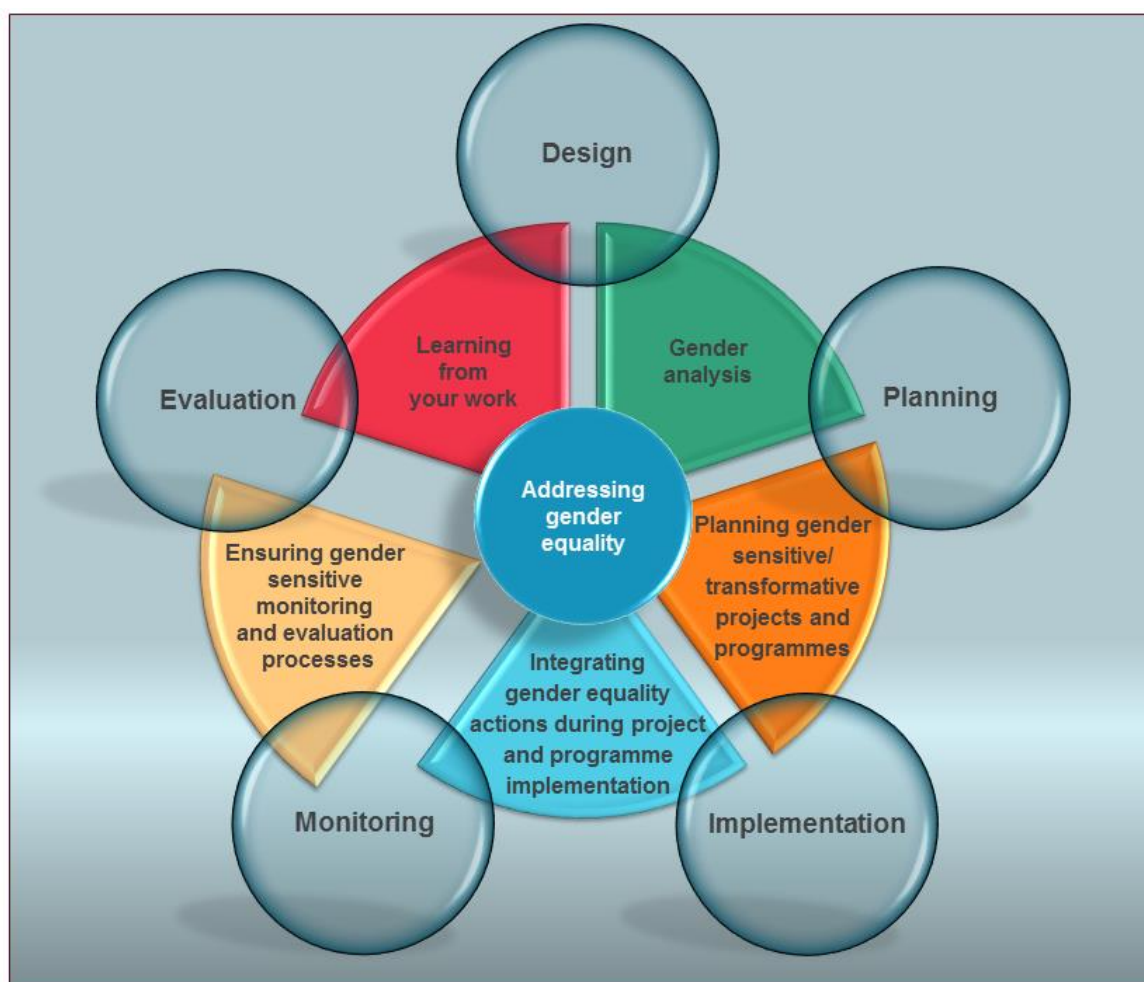 Design
Learning
from
your work
Gender
analysis
Evaluation
Planning
Addressing
gender
equality
Planning gender
sensitive/
transformative
projects and
programmes
Ensuring gender
sensitive
monitoring
and evaluation
processes
Integrating
gender equality
actions during project
and programme
implementation
Monitoring
Implementation